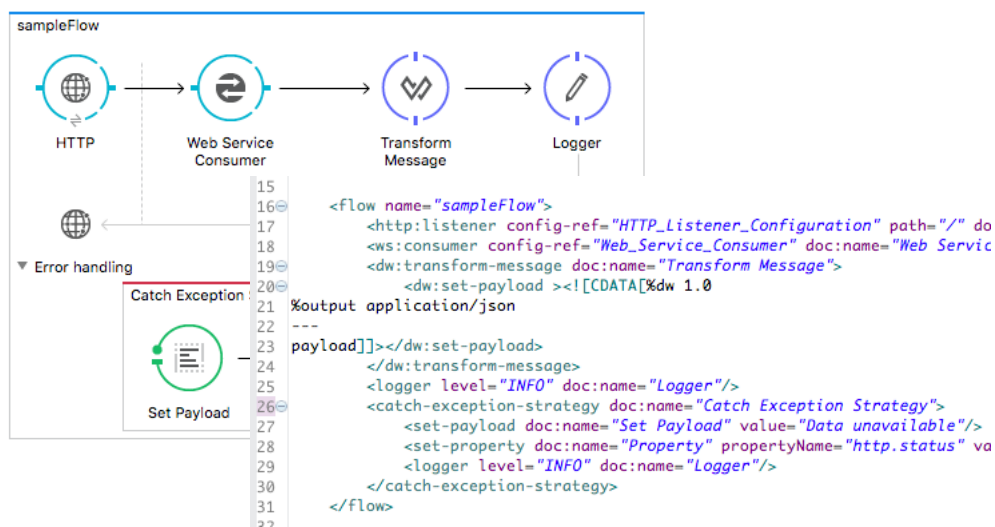 sampleFlow
HTTP
Web Service
Consumer
Transform
Message
Logger
Error handling
Catch Exception
Set Payload
15
16 <flow name="sampleFlow">
17 <http:listener config-ref="HTTP_Listener_Configuration" path="/" do
18 <ws:consumer config-ref="Web_Service_Consumer" doc:name="Web Servic
19 <dw:transform-message doc:name="Transform Message">
20 <dw:set-payload ><![CDATA[%dw 1.0
21 %output application/json
22 ---
23 payload]]></dw:set-payload>
24 </dw:transform-message>
25 <logger level="INFO" doc:name="Logger"/>
26 <catch-exception-strategy doc:name="Catch Exception Strategy">
27 <set-payload doc:name="Set Payload" value="Data unavailable"/>
28 <set-property doc:name="Property" propertyName="http.status" va
29 <logger level="INFO" doc:name="Logger"/>
30 </catch-exception-strategy>
31 </flow>
32